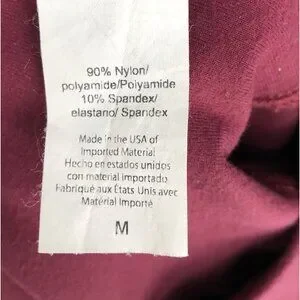 90% Nylon/
polyamide/Polyamide
10% Spandex/
elastano/ Spandex
Made in the USA of
Imported Material
Hecho en estados unidos
con material importado
Fabriqué aux États Unis avec
Matérial Importé
M